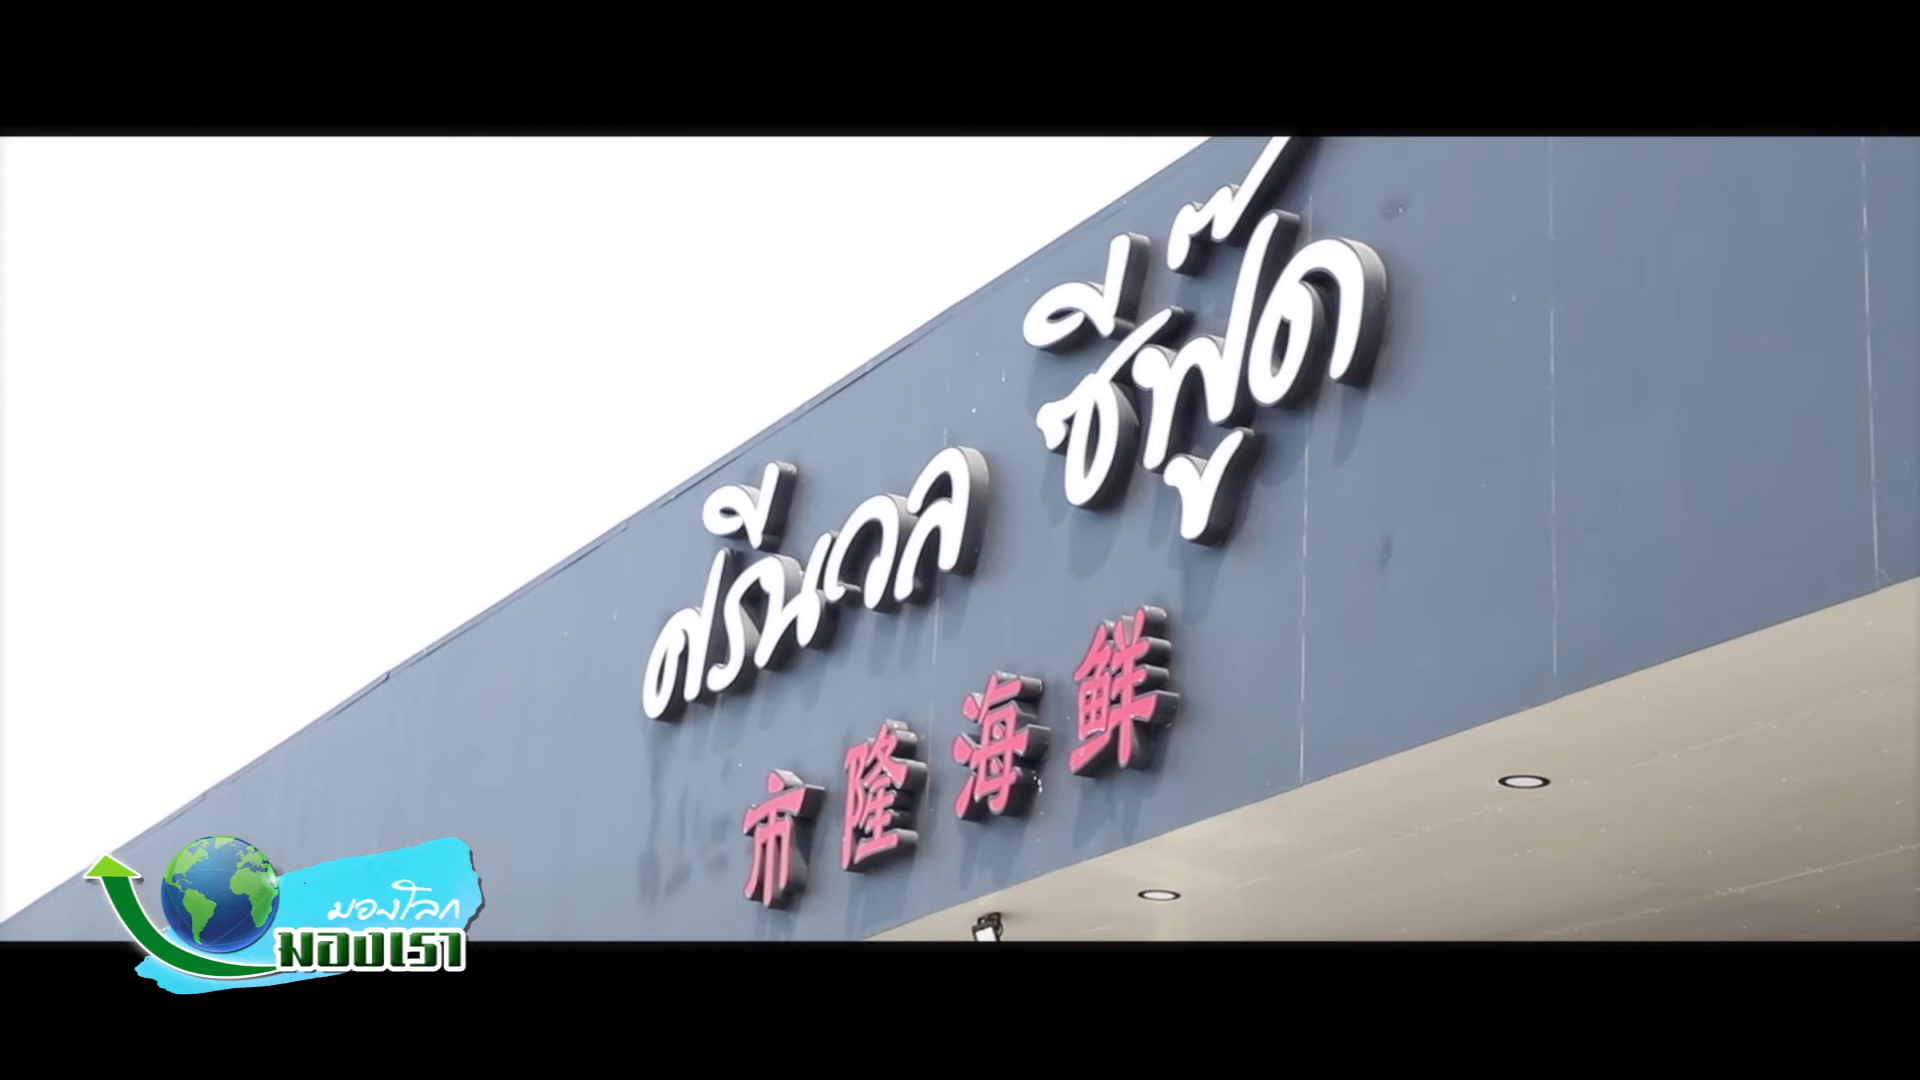 ศรีนวล ซีฟู๊ด
市隆海鲜
มองโลก
มองเรา